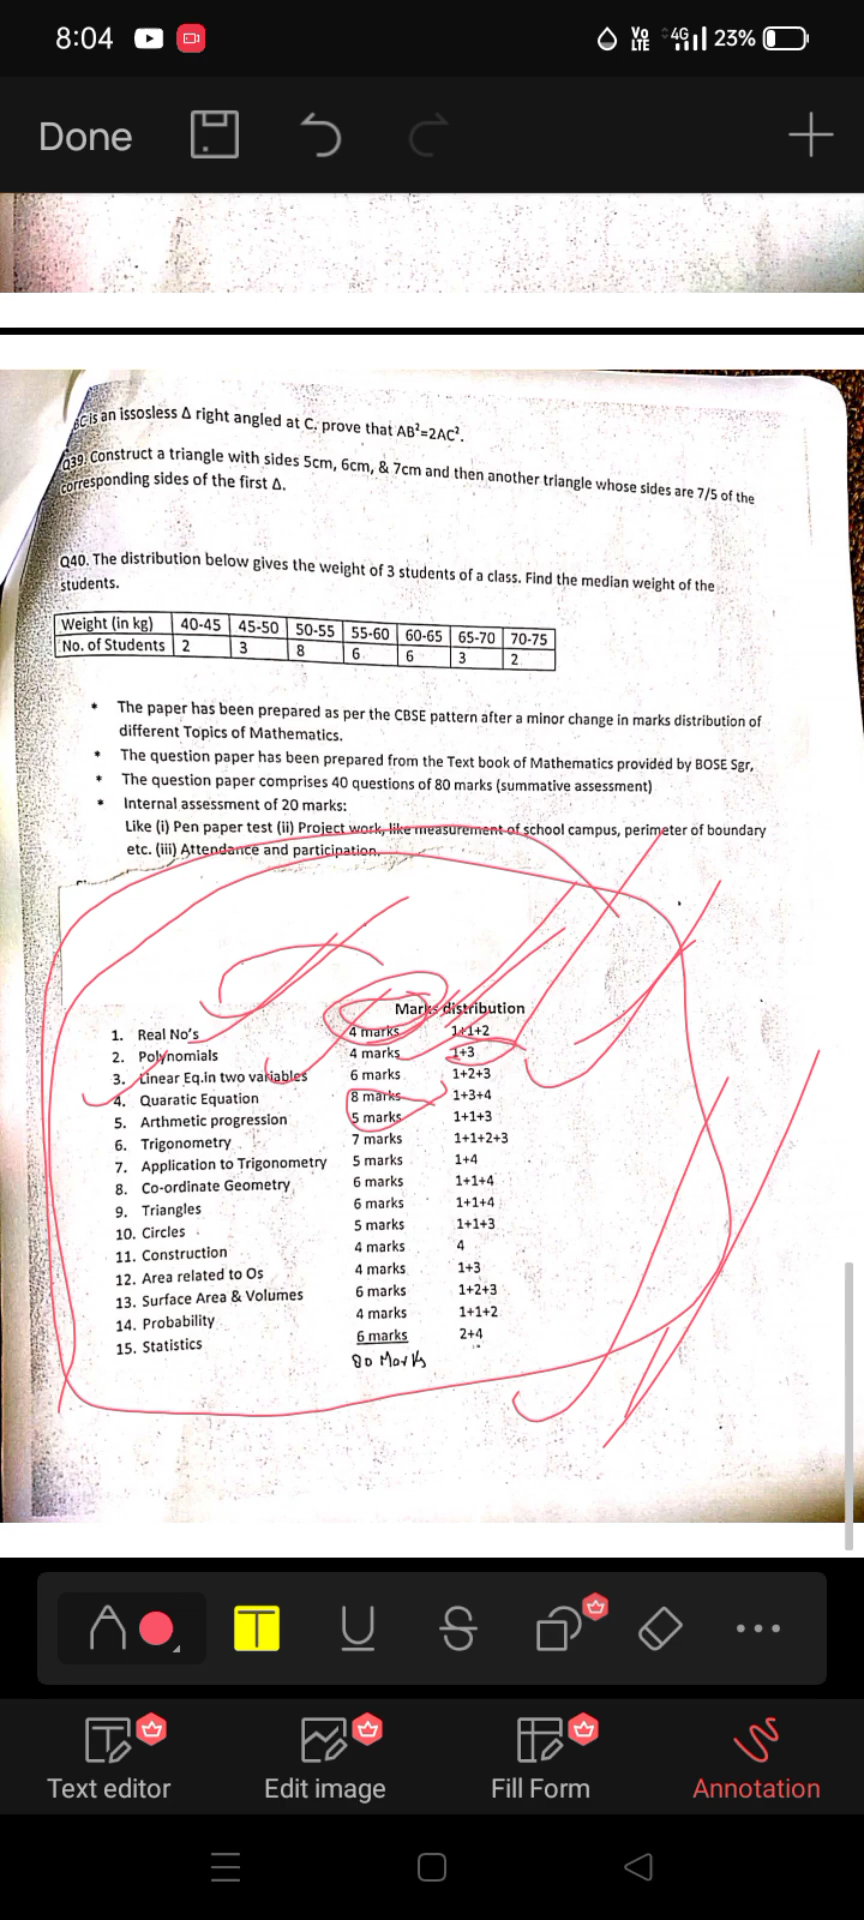 8:04
Vo LTE 4G 23%
Done
is an issosless Δ right angled at C. prove that AB²=2AC².
Q39. Construct a triangle with sides 5cm, 6cm, & 7cm and then another triangle whose sides are 7/5 of the
corresponding sides of the first Δ.
Q40. The distribution below gives the weight of 3 students of a class. Find the median weight of the
students.
Weight (in kg) 40-45 45-50 50-55 55-60 60-65 65-70 70-75
No. of Students 2 3 8 6 6 3 2
* The paper has been prepared as per the CBSE pattern after a minor change in marks distribution of
different Topics of Mathematics.
* The question paper has been prepared from the Text book of Mathematics provided by BOSE Sgr,
* The question paper comprises 40 questions of 80 marks (summative assessment)
* Internal assessment of 20 marks:
Like (i) Pen paper test (ii) Project work, like measurement of school campus, perimeter of boundary
etc. (iii) Attendance and participation.
Marks distribution
1. Real No's 4 marks 1+1+2
2. Polynomials 4 marks 1+3
3. Linear Eq.in two variables 6 marks 1+2+3
4. Quaratic Equation 8 marks 1+3+4
5. Arthmetic progression 5 marks 1+1+3
6. Trigonometry 7 marks 1+1+2+3
7. Application to Trigonometry 5 marks 1+4
8. Co-ordinate Geometry 6 marks 1+1+4
9. Triangles 6 marks 1+1+4
10. Circles 5 marks 1+1+3
11. Construction 4 marks 4
12. Area related to Os 4 marks 1+3
13. Surface Area & Volumes 6 marks 1+2+3
14. Probability 4 marks 1+1+2
15. Statistics 6 marks 2+4
80 Marks
Text editor Edit image Fill Form Annotation